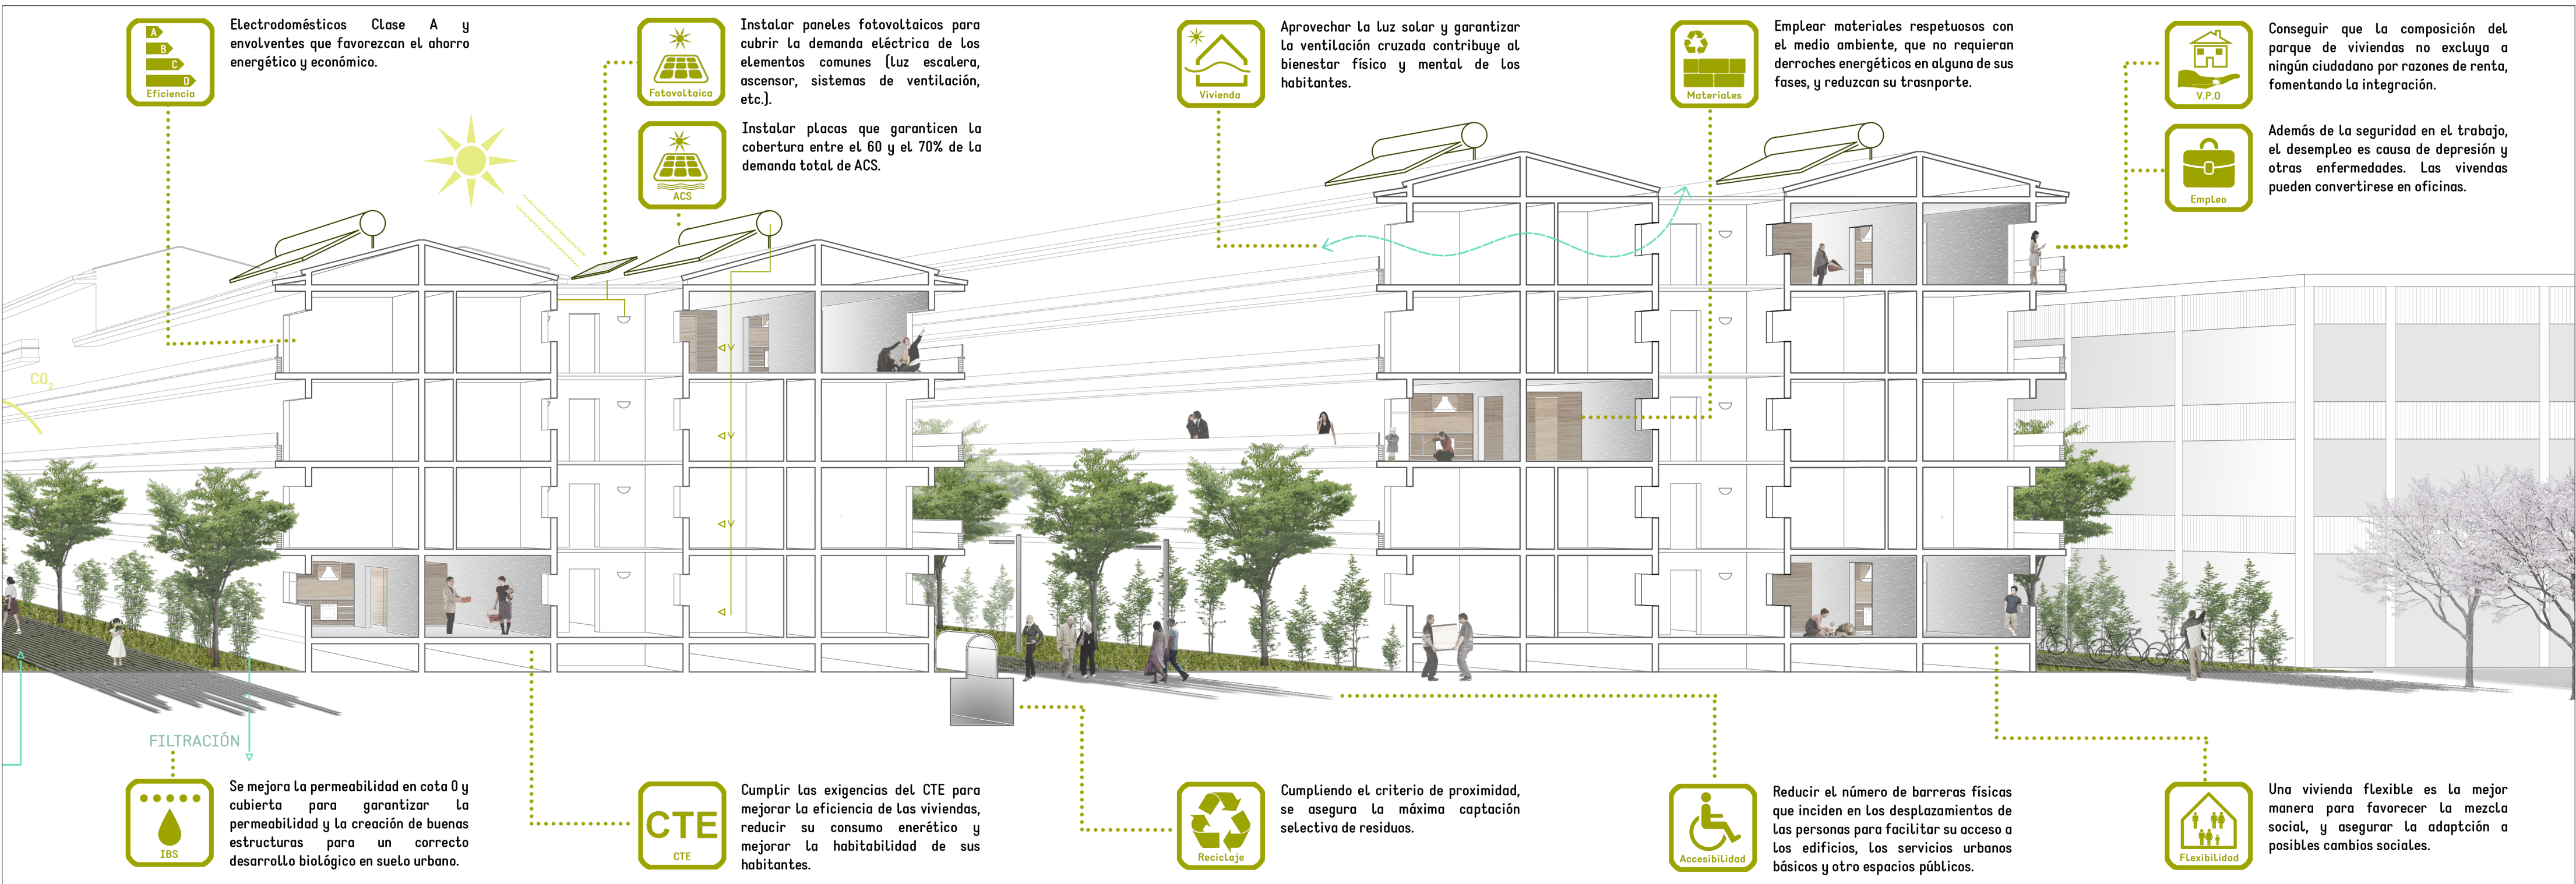 A
B
C
D
Eficiencia
Electrodomésticos Clase A y
envolventes que favorezcan el ahorro
energético y económico.
Fotovoltaica
Instalar paneles fotovoltaicos para
cubrir la demanda eléctrica de los
elementos comunes (luz escalera,
ascensor, sistemas de ventilación,
etc.).
ACS
Instalar placas que garanticen la
cobertura entre el 60 y el 70% de la
demanda total de ACS.
Vivienda
Aprovechar la luz solar y garantizar
la ventilación cruzada contribuye al
bienestar físico y mental de los
habitantes.
Materiales
Emplear materiales respetuosos con
el medio ambiente, que no requieran
derroches energéticos en alguna de sus
fases, y reduzcan su trasnporte.
V.P.O
Conseguir que la composición del
parque de viviendas no excluya a
ningún ciudadano por razones de renta,
fomentando la integración.
Empleo
Además de la seguridad en el trabajo,
el desempleo es causa de depresión y
otras enfermedades. Las vivendas
pueden convertirese en oficinas.
CO2
FILTRACIÓN
IBS
Se mejora la permeabilidad en cota 0 y
cubierta para garantizar la
permeabilidad y la creación de buenas
estructuras para un correcto
desarrollo biológico en suelo urbano.
CTE
CTE
Cumplir las exigencias del CTE para
mejorar la eficiencia de las viviendas,
reducir su consumo enerético y
mejorar la habitabilidad de sus
habitantes.
Reciclaje
Cumpliendo el criterio de proximidad,
se asegura la máxima captación
selectiva de residuos.
Accesibilidad
Reducir el número de barreras físicas
que inciden en los desplazamientos de
las personas para facilitar su acceso a
los edificios, los servicios urbanos
básicos y otro espacios públicos.
Flexibilidad
Una vivienda flexible es la mejor
manera para favorecer la mezcla
social, y asegurar la adaptción a
posibles cambios sociales.